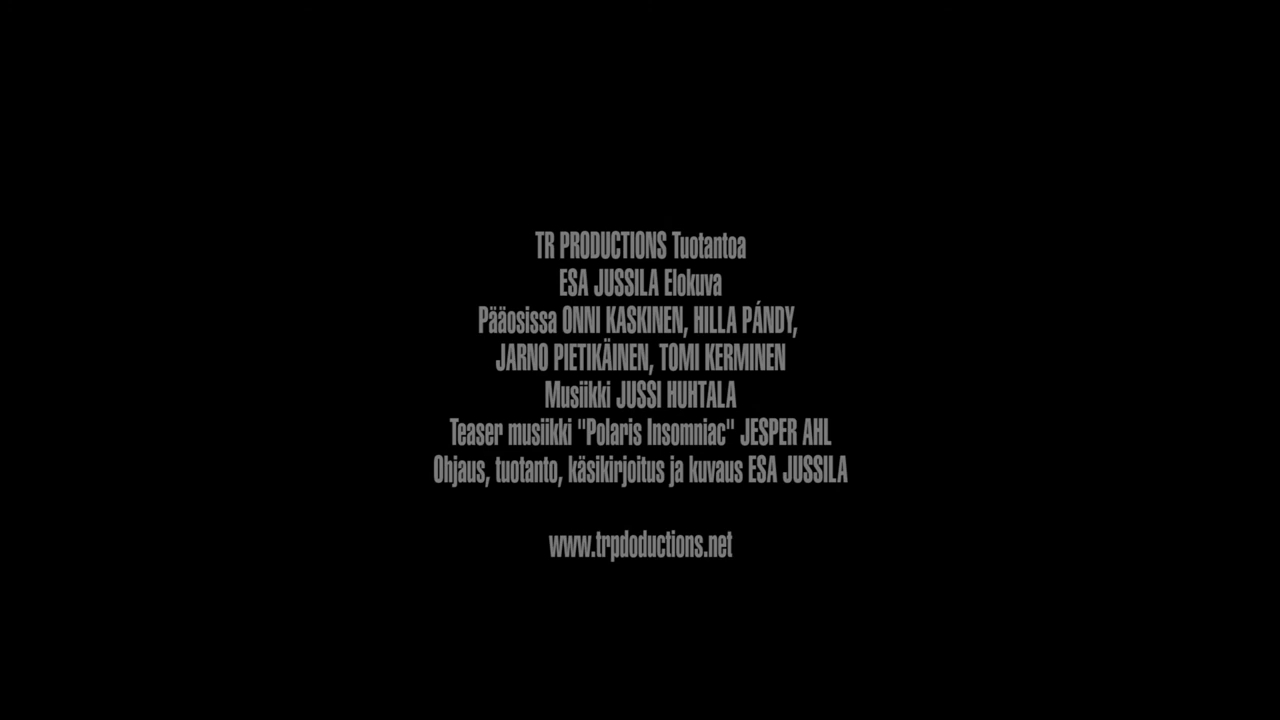 TR PRODUCTIONS Tuotantoa
ESA JUSSILA Elokuva
Pääosissa ONNI KASKINEN, HILLA PÁNDY,
JARNO PIETIKÄINEN, TOMI KERMINEN
Musiikki JUSSI HUHTALA
Teaser musiikki "Polaris Insomniac" JESPER AHL
Ohjaus, tuotanto, käsikirjoitus ja kuvaus ESA JUSSILA
www.trpdoductions.net